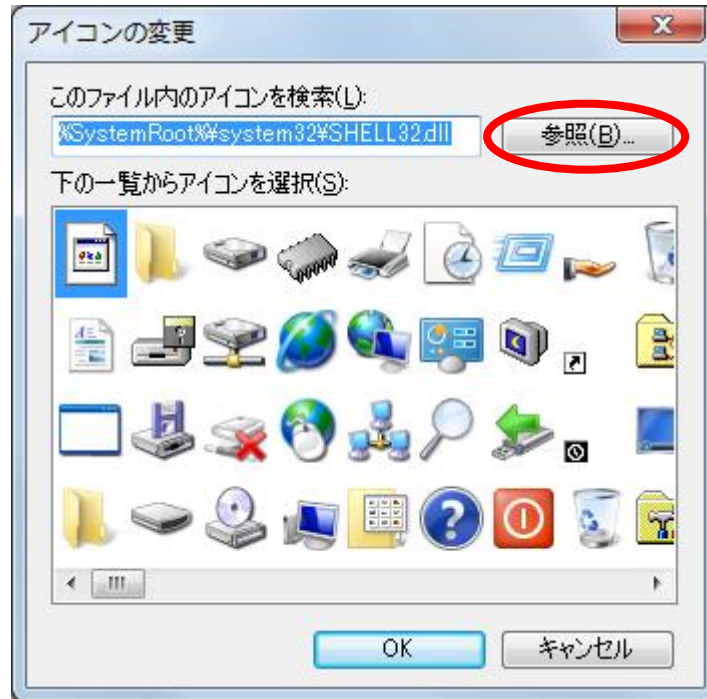 アイコンの変更
このファイル内のアイコンを検索(L):
%SystemRoot%¥system32¥SHELL32.dll
参照(B)...
下の一覧からアイコンを選択(S):
OK
キャンセル